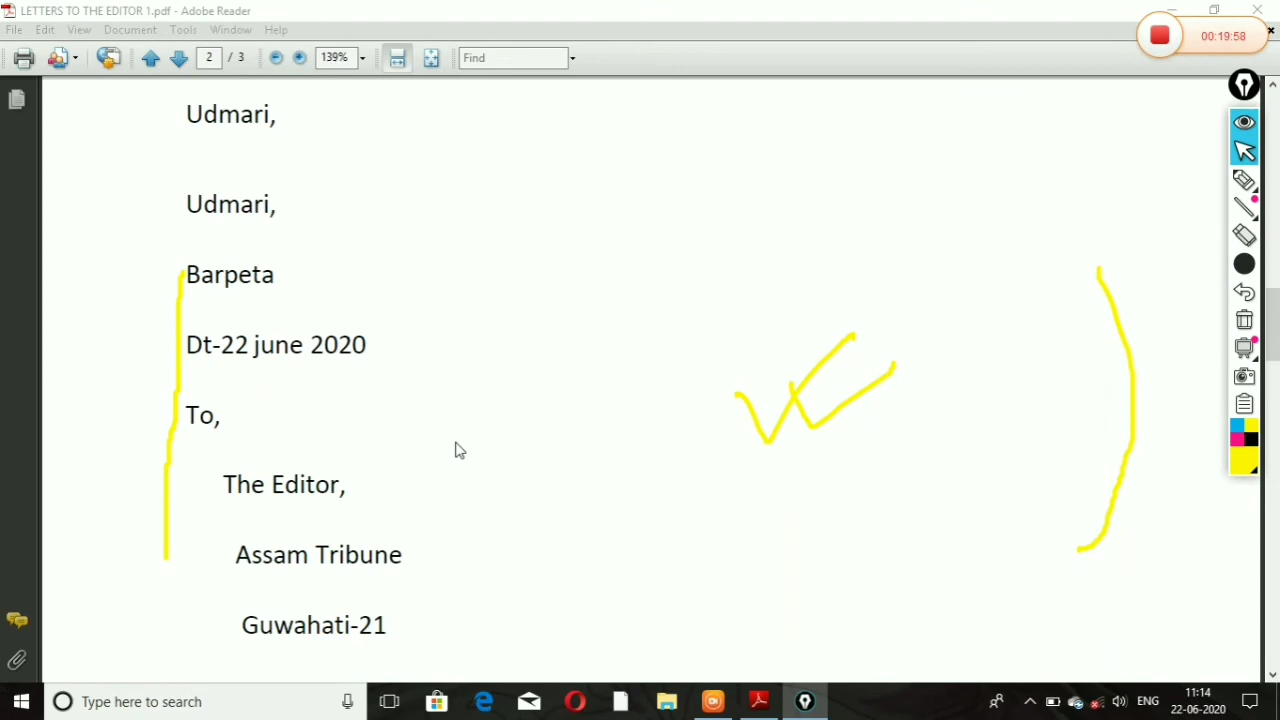 LETTERS TO THE EDITOR 1.pdf - Adobe Reader
File Edit View Document Tools Window Help
00:19:58
2 / 3 139% Find
Udmari,
Udmari,
Barpeta
Dt-22 june 2020
To,
The Editor,
Assam Tribune
Guwahati-21
Type here to search
ENG
11:14
22-06-2020